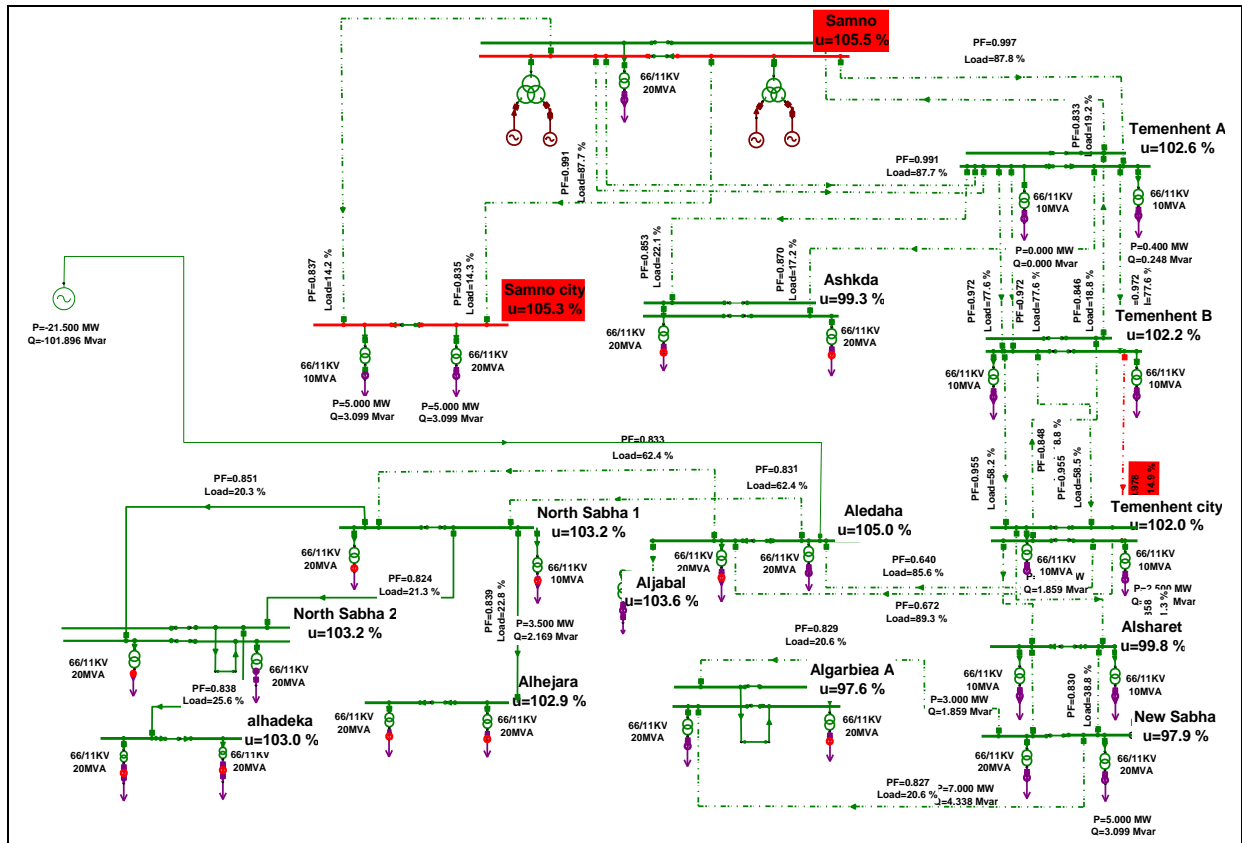 Samno
u=105.5 %
PF=0.997
Load=87.8 %
66/11KV
20MVA
PF=0.833
Load=19.2 %
Temenhent A
u=102.6 %
PF=0.991
Load=87.7 %
PF=0.991
Load=87.7 %
66/11KV
10MVA
66/11KV
10MVA
PF=0.853
Load=22.1 %
PF=0.870
Load=17.2 %
P=0.000 MW
Q=0.000 Mvar
P=0.400 MW
Q=0.248 Mvar
PF=0.837
Load=14.2 %
PF=0.835
Load=14.3 %
Ashkda
u=99.3 %
PF=0.972
Load=77.6 %
PF=0.972
Load=77.6 %
PF=0.846
Load=18.8 %
=0.972
l=77.6 %
Samno city
u=105.3 %
Temenhent B
u=102.2 %
P=-21.500 MW
Q=-101.896 Mvar
66/11KV
20MVA
66/11KV
20MVA
66/11KV
10MVA
66/11KV
20MVA
66/11KV
10MVA
66/11KV
10MVA
P=5.000 MW
Q=3.099 Mvar
P=5.000 MW
Q=3.099 Mvar
PF=0.833
Load=62.4 %
PF=0.848
8.8 %
PF=0.955
Load=58.2 %
PF=0.955
Load=58.5 %
PF=0.851
Load=20.3 %
PF=0.831
Load=62.4 %
.978
14.9 %
North Sabha 1
u=103.2 %
Aledaha
u=105.0 %
Temenhent city
u=102.0 %
66/11KV
20MVA
66/11KV
10MVA
66/11KV
20MVA
66/11KV
20MVA
PF=0.640
Load=85.6 %
66/11KV
10MVA
66/11KV
10MVA
PF=0.824
Load=21.3 %
PF=0.839
Load=22.8 %
Aljabal
u=103.6 %
Q=1.859 Mvar
North Sabha 2
u=103.2 %
P=3.500 MW
Q=2.169 Mvar
PF=0.672
Load=89.3 %
PF=0.829
Load=20.6 %
Alsharet
u=99.8 %
66/11KV
20MVA
66/11KV
20MVA
Algarbiea A
u=97.6 %
66/11KV
10MVA
66/11KV
10MVA
PF=0.838
Load=25.6 %
Alhejara
u=102.9 %
P=3.000 MW
Q=1.859 Mvar
PF=0.830
Load=38.8 %
alhadeka
u=103.0 %
New Sabha
u=97.9 %
66/11KV
20MVA
66/11KV
20MVA
66/11KV
20MVA
66/11KV
20MVA
66/11KV
20MVA
66/11KV
20MVA
66/11KV
20MVA
66/11KV
20MVA
PF=0.827
Load=20.6 %
P=7.000 MW
Q=4.338 Mvar
P=5.000 MW
Q=3.099 Mvar